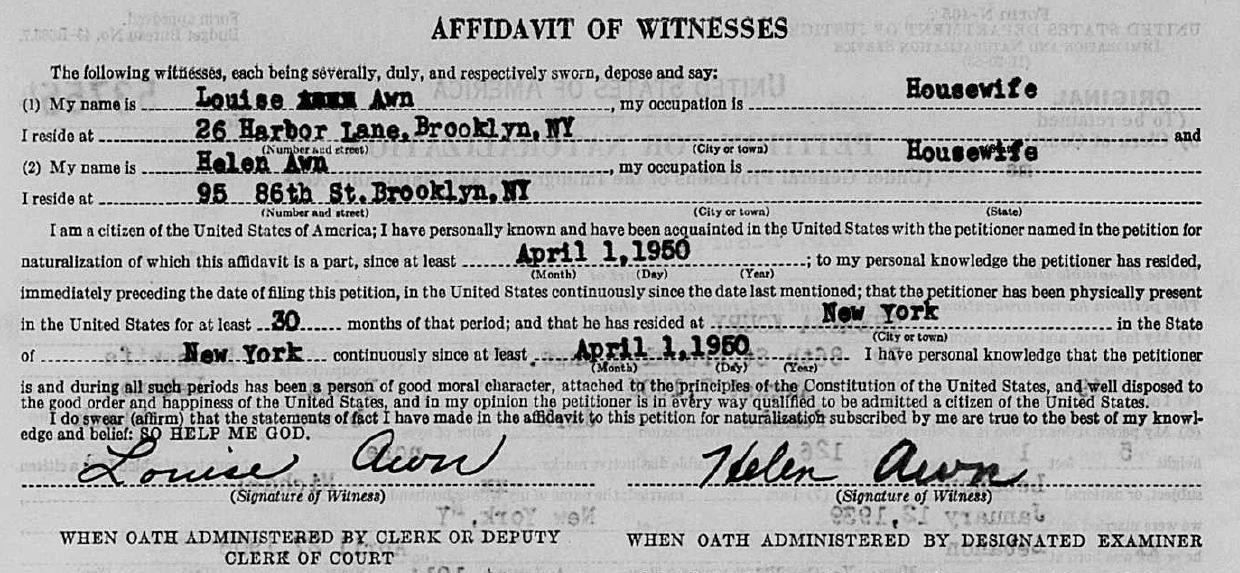 AFFIDAVIT OF WITNESSES
The following witnesses, each being severally, duly, and respectively sworn, depose and say:
(1) My name is Louise Awn, my occupation is Housewife
I reside at 26 Harbor Lane, Brooklyn, NY and
(Number and street) (City or town)
(2) My name is Helen Awn, my occupation is Housewife
I reside at 95 86th St. Brooklyn, NY
(Number and street) (City or town) (State)
I am a citizen of the United States of America; I have personally known and have been acquainted in the United States with the petitioner named in the petition for
naturalization of which this affidavit is a part, since at least April 1, 1950; to my personal knowledge the petitioner has resided,
(Month) (Day) (Year)
immediately preceding the date of filing this petition, in the United States continuously since the date last mentioned; that the petitioner has been physically present
in the United States for at least 30 months of that period; and that he has resided at New York in the State
(City or town)
of New York continuously since at least April 1, 1950. I have personal knowledge that the petitioner
(Month) (Day) (Year)
is and during all such periods has been a person of good moral character, attached to the principles of the Constitution of the United States, and well disposed to
the good order and happiness of the United States, and in my opinion the petitioner is in every way qualified to be admitted a citizen of the United States.
I do swear (affirm) that the statements of fact I have made in the affidavit to this petition for naturalization subscribed by me are true to the best of my knowl-
edge and belief: SO HELP ME GOD.
Louise Awn Helen Awn
(Signature of Witness) (Signature of Witness)
WHEN OATH ADMINISTERED BY CLERK OR DEPUTY WHEN OATH ADMINISTERED BY DESIGNATED EXAMINER
CLERK OF COURT